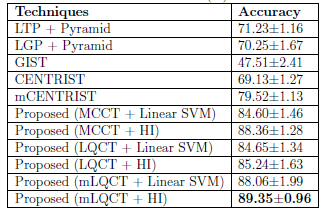 Techniques Accuracy
LTP + Pyramid 71.23±1.16
LGP + Pyramid 70.25±1.67
GIST 47.51±2.41
CENTRIST 69.13±1.27
mCENTRIST 79.52±1.13
Proposed (MCCT + Linear SVM) 84.60±1.46
Proposed (MCCT + HI) 88.36±1.28
Proposed (LQCT + Linear SVM) 84.65±1.34
Proposed (LQCT + HI) 85.24±1.63
Proposed (mLQCT + Linear SVM) 88.06±1.99
Proposed (mLQCT + HI) 89.35±0.96